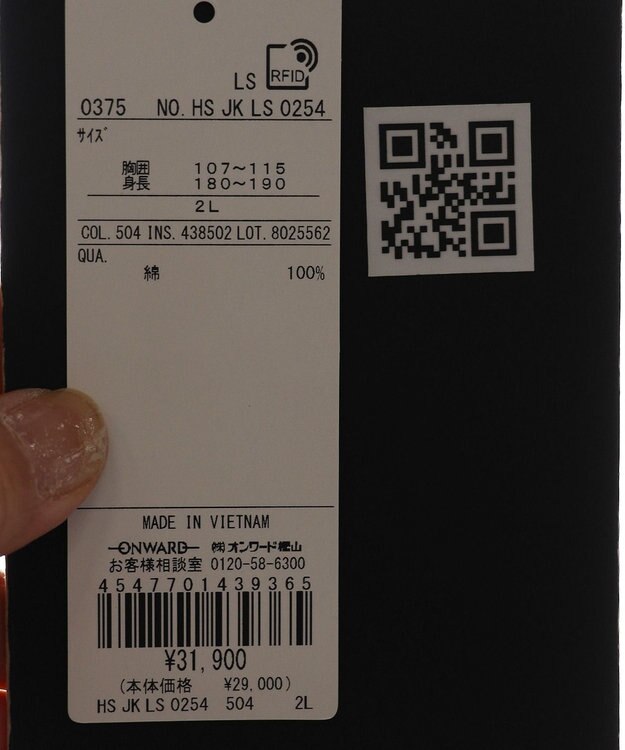 LS RFID
0375 NO. HS JK LS 0254
ｻｲｽﾞ
胸囲 107～115
身長 180～190
2L
COL. 504 INS. 438502 LOT. 8025562
QUA.
綿 100%
MADE IN VIETNAM
ONWARD ㈱オンワード樫山
お客様相談室 0120-58-6300
4547701439365
¥31,900
(本体価格 ¥29,000)
HS JK LS 0254 504 2L